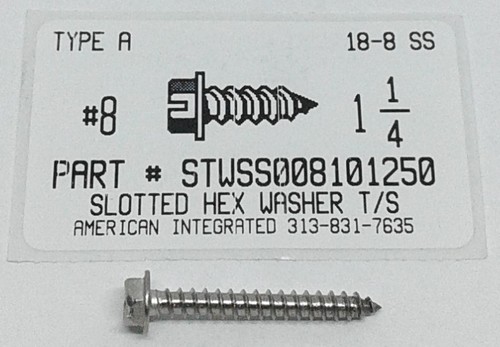 TYPE A 18-8 SS
#8 1 1/4
PART # STWSS008101250
SLOTTED HEX WASHER T/S
AMERICAN INTEGRATED 313-831-7635